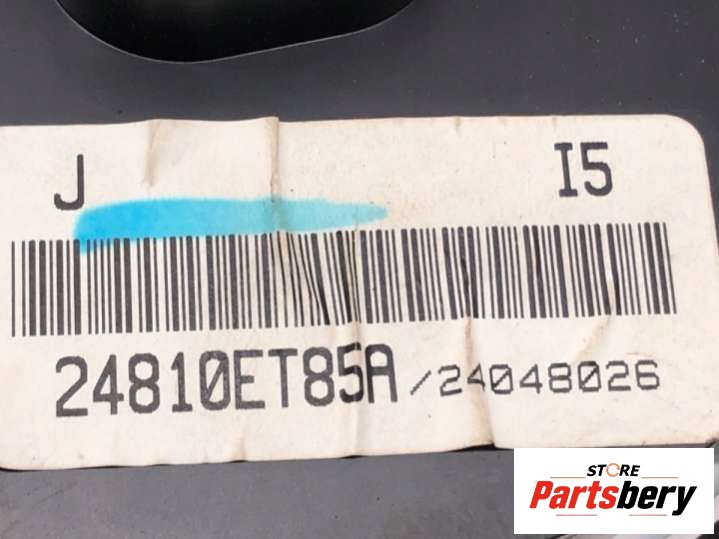 J I5
24810ET85A /24048026
STORE
Partsbery